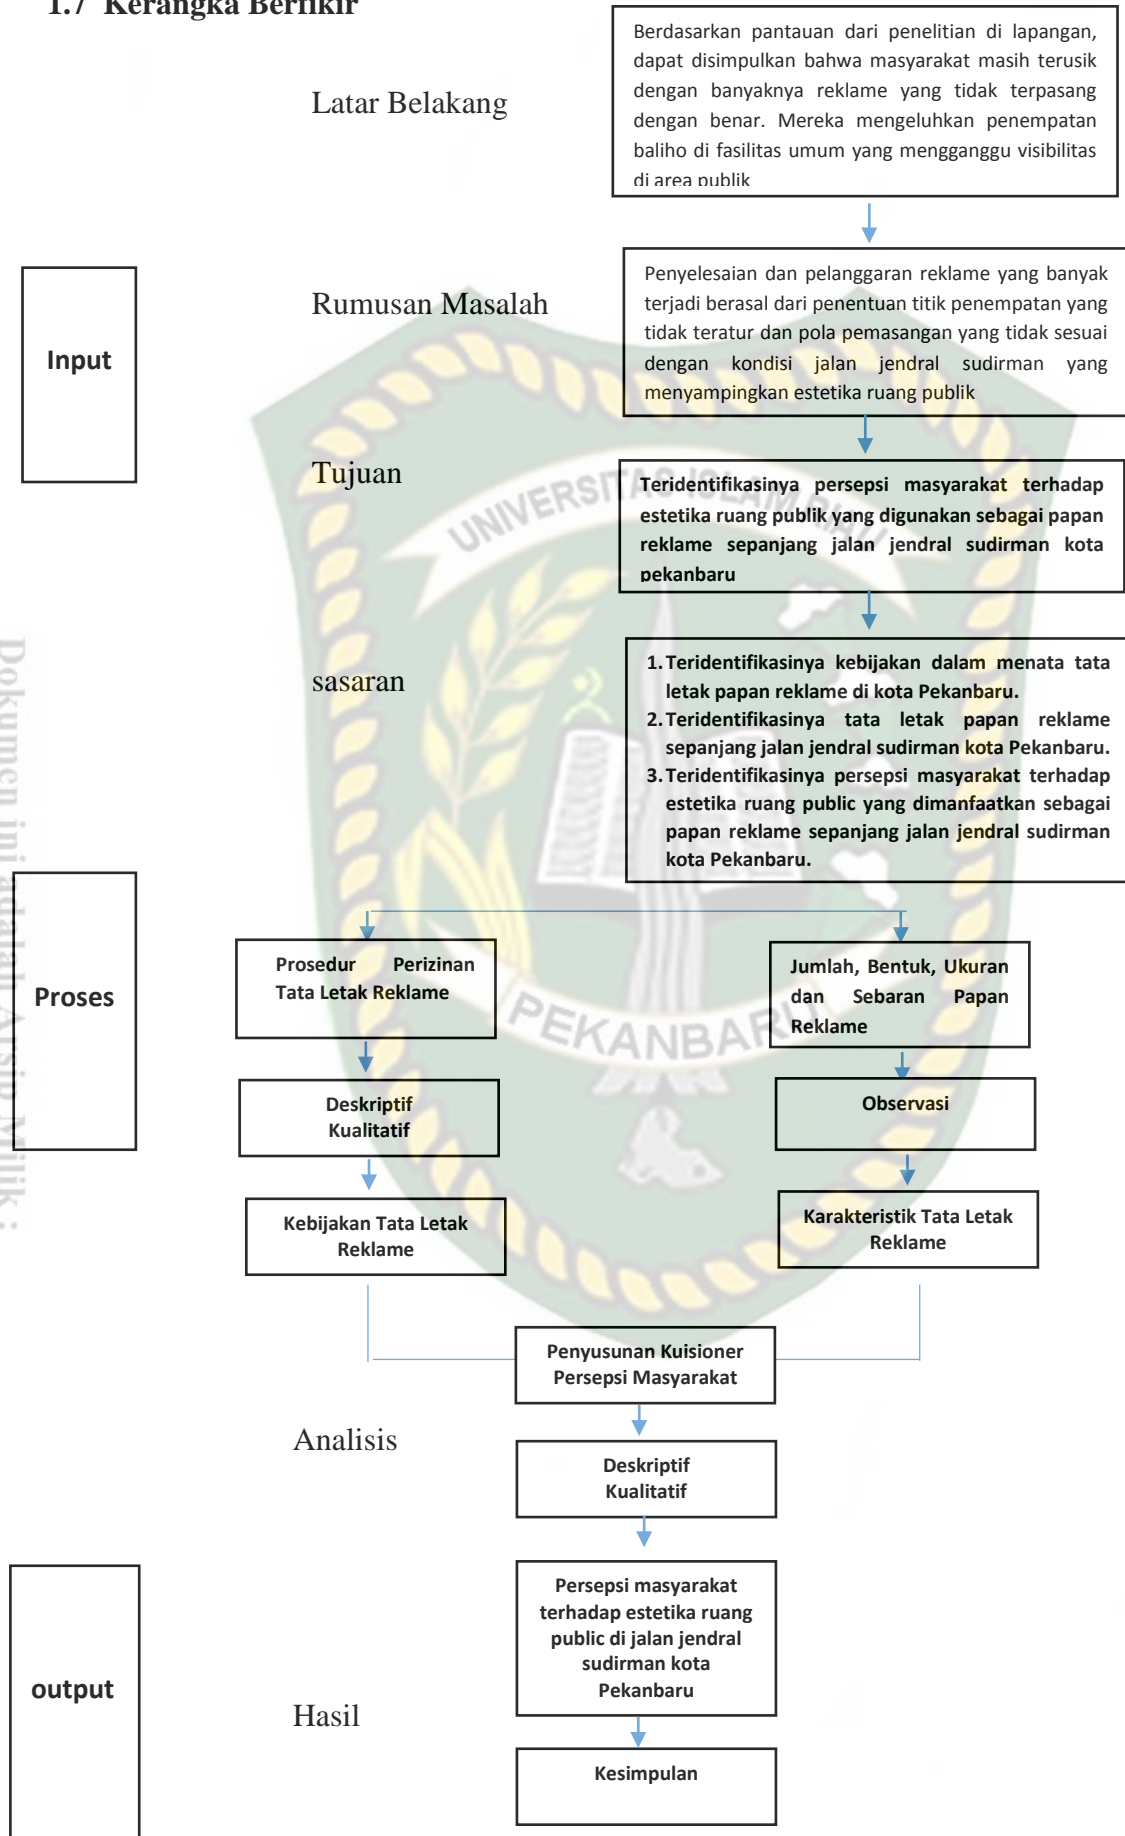 1.7 Kerangka Berfikir
Latar Belakang
Berdasarkan pantauan dari penelitian di lapangan,
dapat disimpulkan bahwa masyarakat masih terusik
dengan banyaknya reklame yang tidak terpasang
dengan benar. Mereka mengeluhkan penempatan
baliho di fasilitas umum yang mengganggu visibilitas
di area publik
Input
Rumusan Masalah
Penyelesaian dan pelanggaran reklame yang banyak
terjadi berasal dari penentuan titik penempatan yang
tidak teratur dan pola pemasangan yang tidak sesuai
dengan kondisi jalan jendral sudirman yang
menyampingkan estetika ruang publik
Tujuan
Teridentifikasinya persepsi masyarakat terhadap
estetika ruang publik yang digunakan sebagai papan
reklame sepanjang jalan jendral sudirman kota
pekanbaru
sasaran
1. Teridentifikasinya kebijakan dalam menata tata
letak papan reklame di kota Pekanbaru.
2. Teridentifikasinya tata letak papan reklame
sepanjang jalan jendral sudirman kota Pekanbaru.
3. Teridentifikasinya persepsi masyarakat terhadap
estetika ruang public yang dimanfaatkan sebagai
papan reklame sepanjang jalan jendral sudirman
kota Pekanbaru.
Proses
Prosedur Perizinan
Tata Letak Reklame
Jumlah, Bentuk, Ukuran
dan Sebaran Papan
Reklame
Deskriptif
Kualitatif
Observasi
Kebijakan Tata Letak
Reklame
Karakteristik Tata Letak
Reklame
Penyusunan Kuisioner
Persepsi Masyarakat
Analisis
Deskriptif
Kualitatif
output
Persepsi masyarakat
terhadap estetika ruang
public di jalan jendral
sudirman kota
Pekanbaru
Hasil
Kesimpulan
UNIVERSITAS ISLAM RIAU
PEKANBARU
Dokumen ini adalah Arsip Milik :